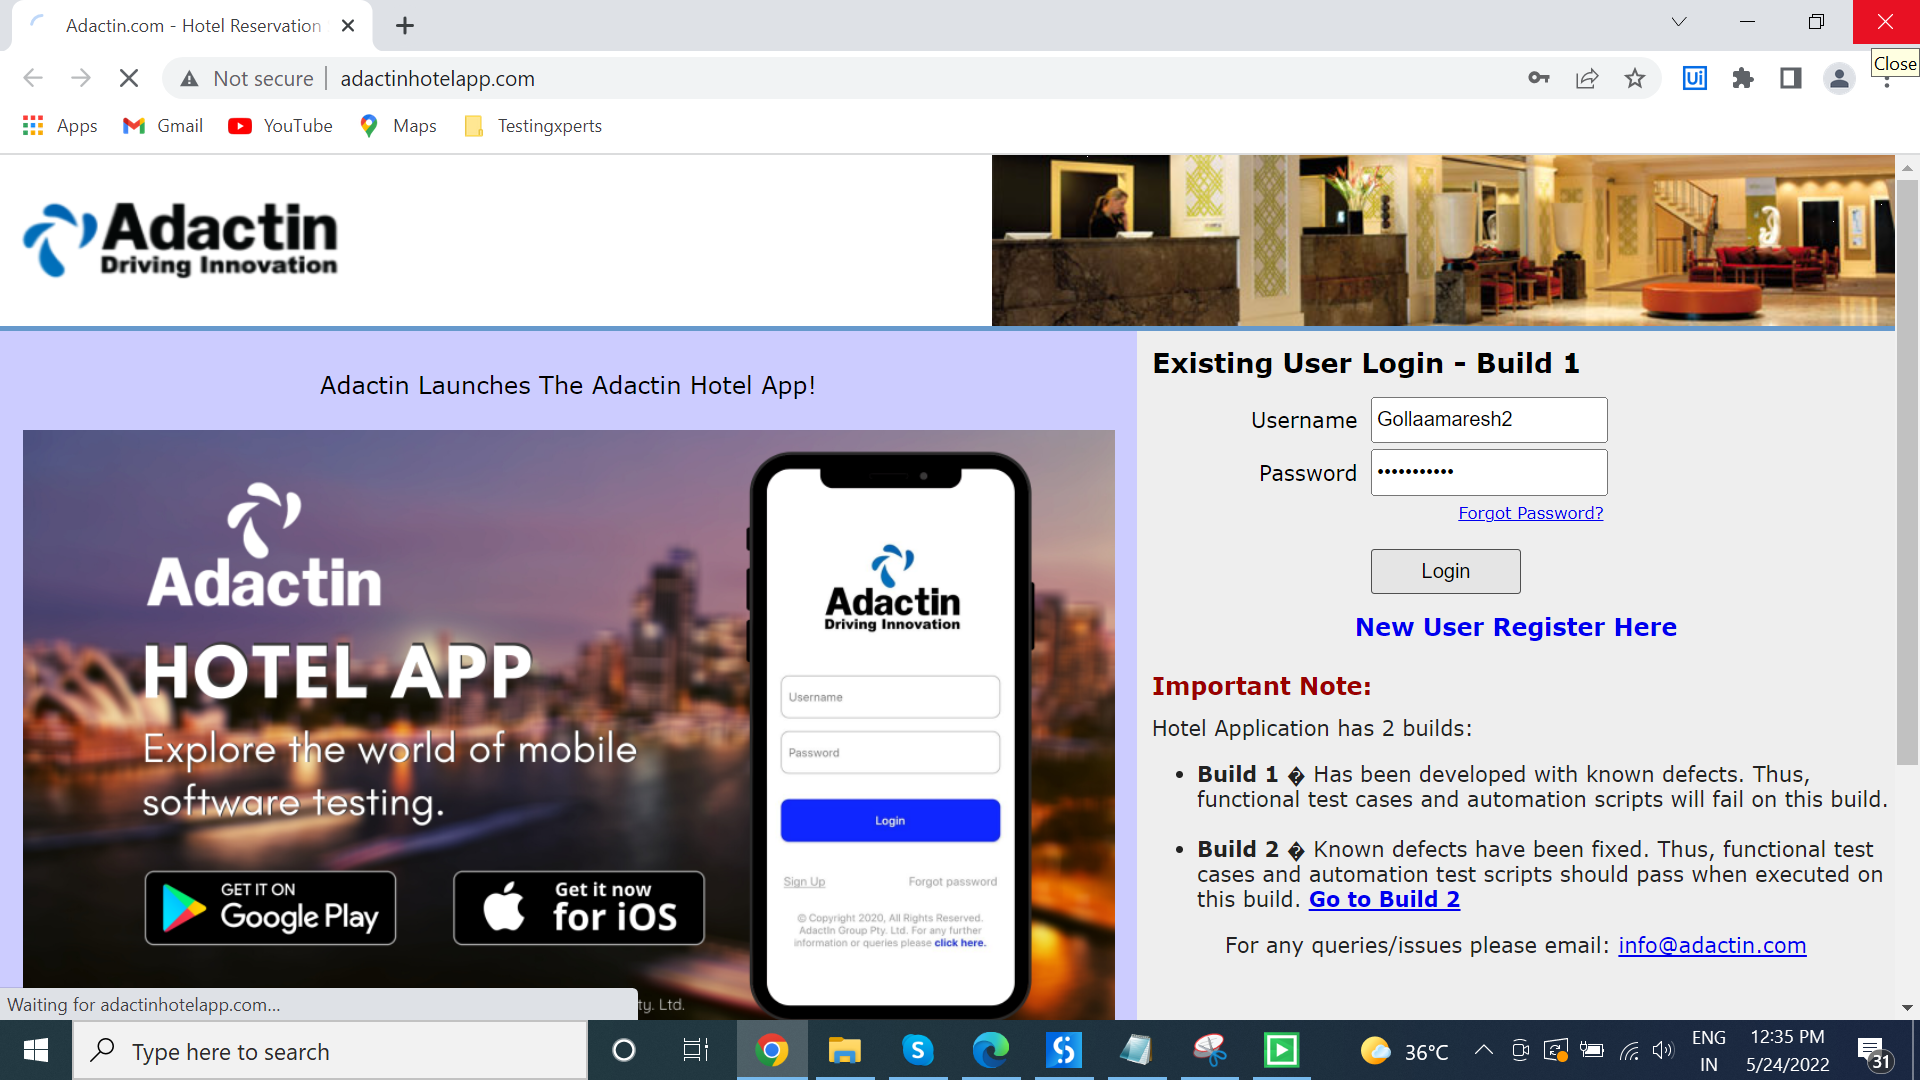 Adactin.com - Hotel Reservation
Close
Not secure
adactinhotelapp.com
Ui
Apps
Gmail
YouTube
Maps
Testingxperts
Adactin
Driving Innovation
Adactin Launches The Adactin Hotel App!
Adactin
HOTEL APP
Explore the world of mobile
software testing.
GET IT ON
Google Play
Get it now
for iOS
Adactin
Driving Innovation
Username
Password
Login
Sign Up
Forgot password
© Copyright 2020, All Rights Reserved.
AdactIn Group Pty. Ltd. For any further
information or queries please click here.
ty. Ltd.
Existing User Login - Build 1
Username
Gollaamaresh2
Password
•••••••••••
Forgot Password?
Login
New User Register Here
Important Note:
Hotel Application has 2 builds:
• Build 1 � Has been developed with known defects. Thus,
functional test cases and automation scripts will fail on this build.
• Build 2 � Known defects have been fixed. Thus, functional test
cases and automation test scripts should pass when executed on
this build. Go to Build 2
For any queries/issues please email: info@adactin.com
Waiting for adactinhotelapp.com...
Type here to search
S
36°C
ENG
IN
12:35 PM
5/24/2022
31